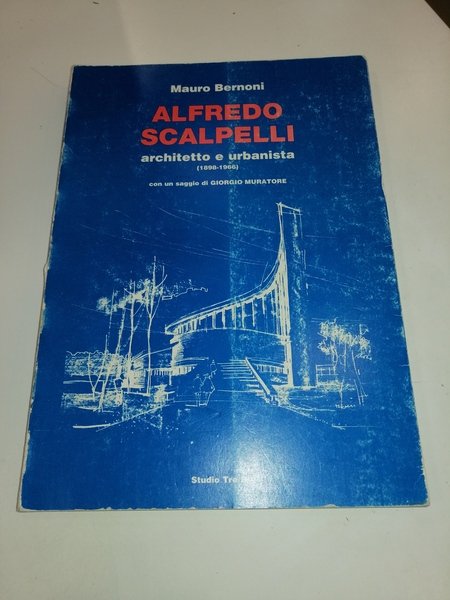 Mauro Bernoni
ALFREDO
SCALPELLI
architetto e urbanista
(1898-1966)
con un saggio di GIORGIO MURATORE
Studio Tre